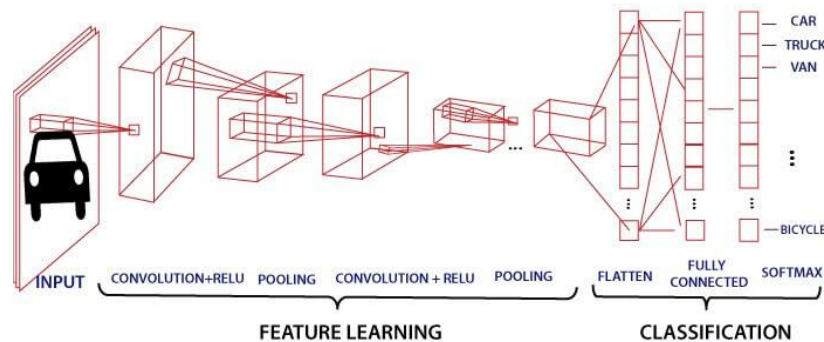 CAR
TRUCK
VAN
...
...
...
...
...
BICYCLE
INPUT
CONVOLUTION+RELU
POOLING
CONVOLUTION + RELU
POOLING
FLATTEN
FULLY
CONNECTED
SOFTMAX
FEATURE LEARNING
CLASSIFICATION